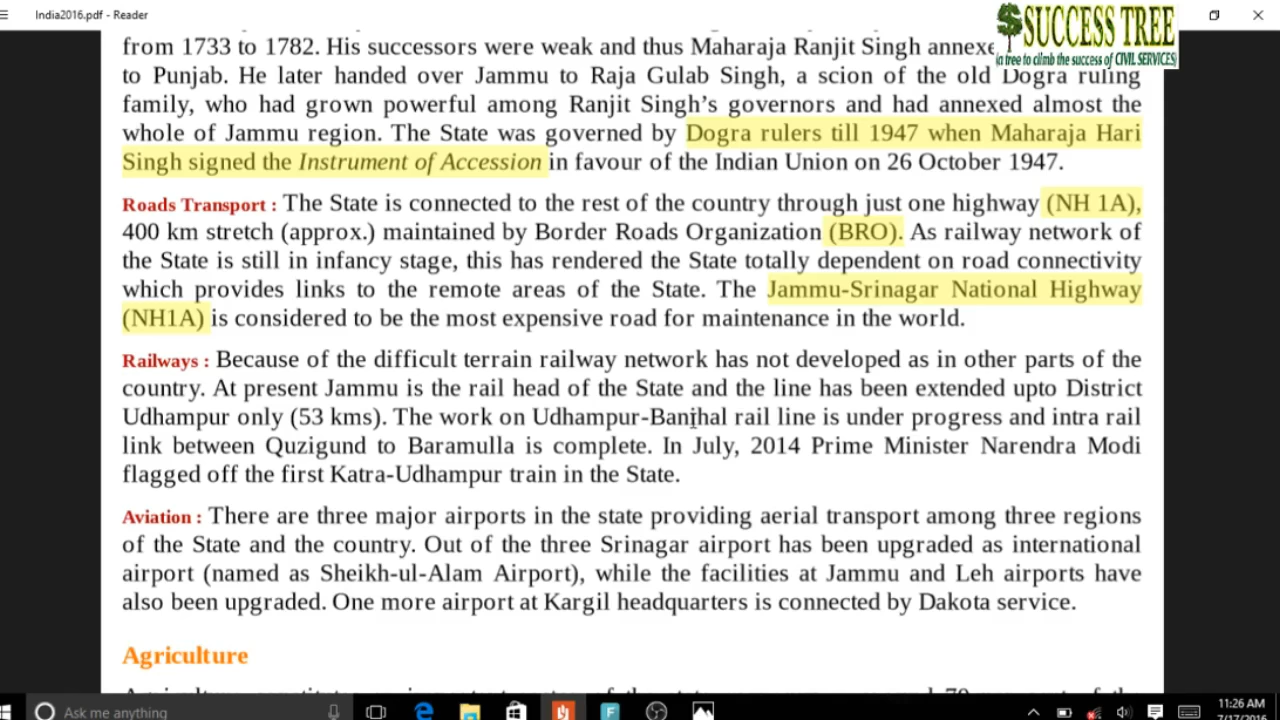 India2016.pdf - Reader
SUCCESS TREE
(a tree to climb the success of CIVIL SERVICES)
from 1733 to 1782. His successors were weak and thus Maharaja Ranjit Singh annexe
to Punjab. He later handed over Jammu to Raja Gulab Singh, a scion of the old Dogra ruling
family, who had grown powerful among Ranjit Singh's governors and had annexed almost the
whole of Jammu region. The State was governed by Dogra rulers till 1947 when Maharaja Hari
Singh signed the Instrument of Accession in favour of the Indian Union on 26 October 1947.
Roads Transport : The State is connected to the rest of the country through just one highway (NH 1A),
400 km stretch (approx.) maintained by Border Roads Organization (BRO). As railway network of
the State is still in infancy stage, this has rendered the State totally dependent on road connectivity
which provides links to the remote areas of the State. The Jammu-Srinagar National Highway
(NH1A) is considered to be the most expensive road for maintenance in the world.
Railways : Because of the difficult terrain railway network has not developed as in other parts of the
country. At present Jammu is the rail head of the State and the line has been extended upto District
Udhampur only (53 kms). The work on Udhampur-Banihal rail line is under progress and intra rail
link between Quzigund to Baramulla is complete. In July, 2014 Prime Minister Narendra Modi
flagged off the first Katra-Udhampur train in the State.
Aviation : There are three major airports in the state providing aerial transport among three regions
of the State and the country. Out of the three Srinagar airport has been upgraded as international
airport (named as Sheikh-ul-Alam Airport), while the facilities at Jammu and Leh airports have
also been upgraded. One more airport at Kargil headquarters is connected by Dakota service.
Agriculture
Ask me anything
11:26 AM